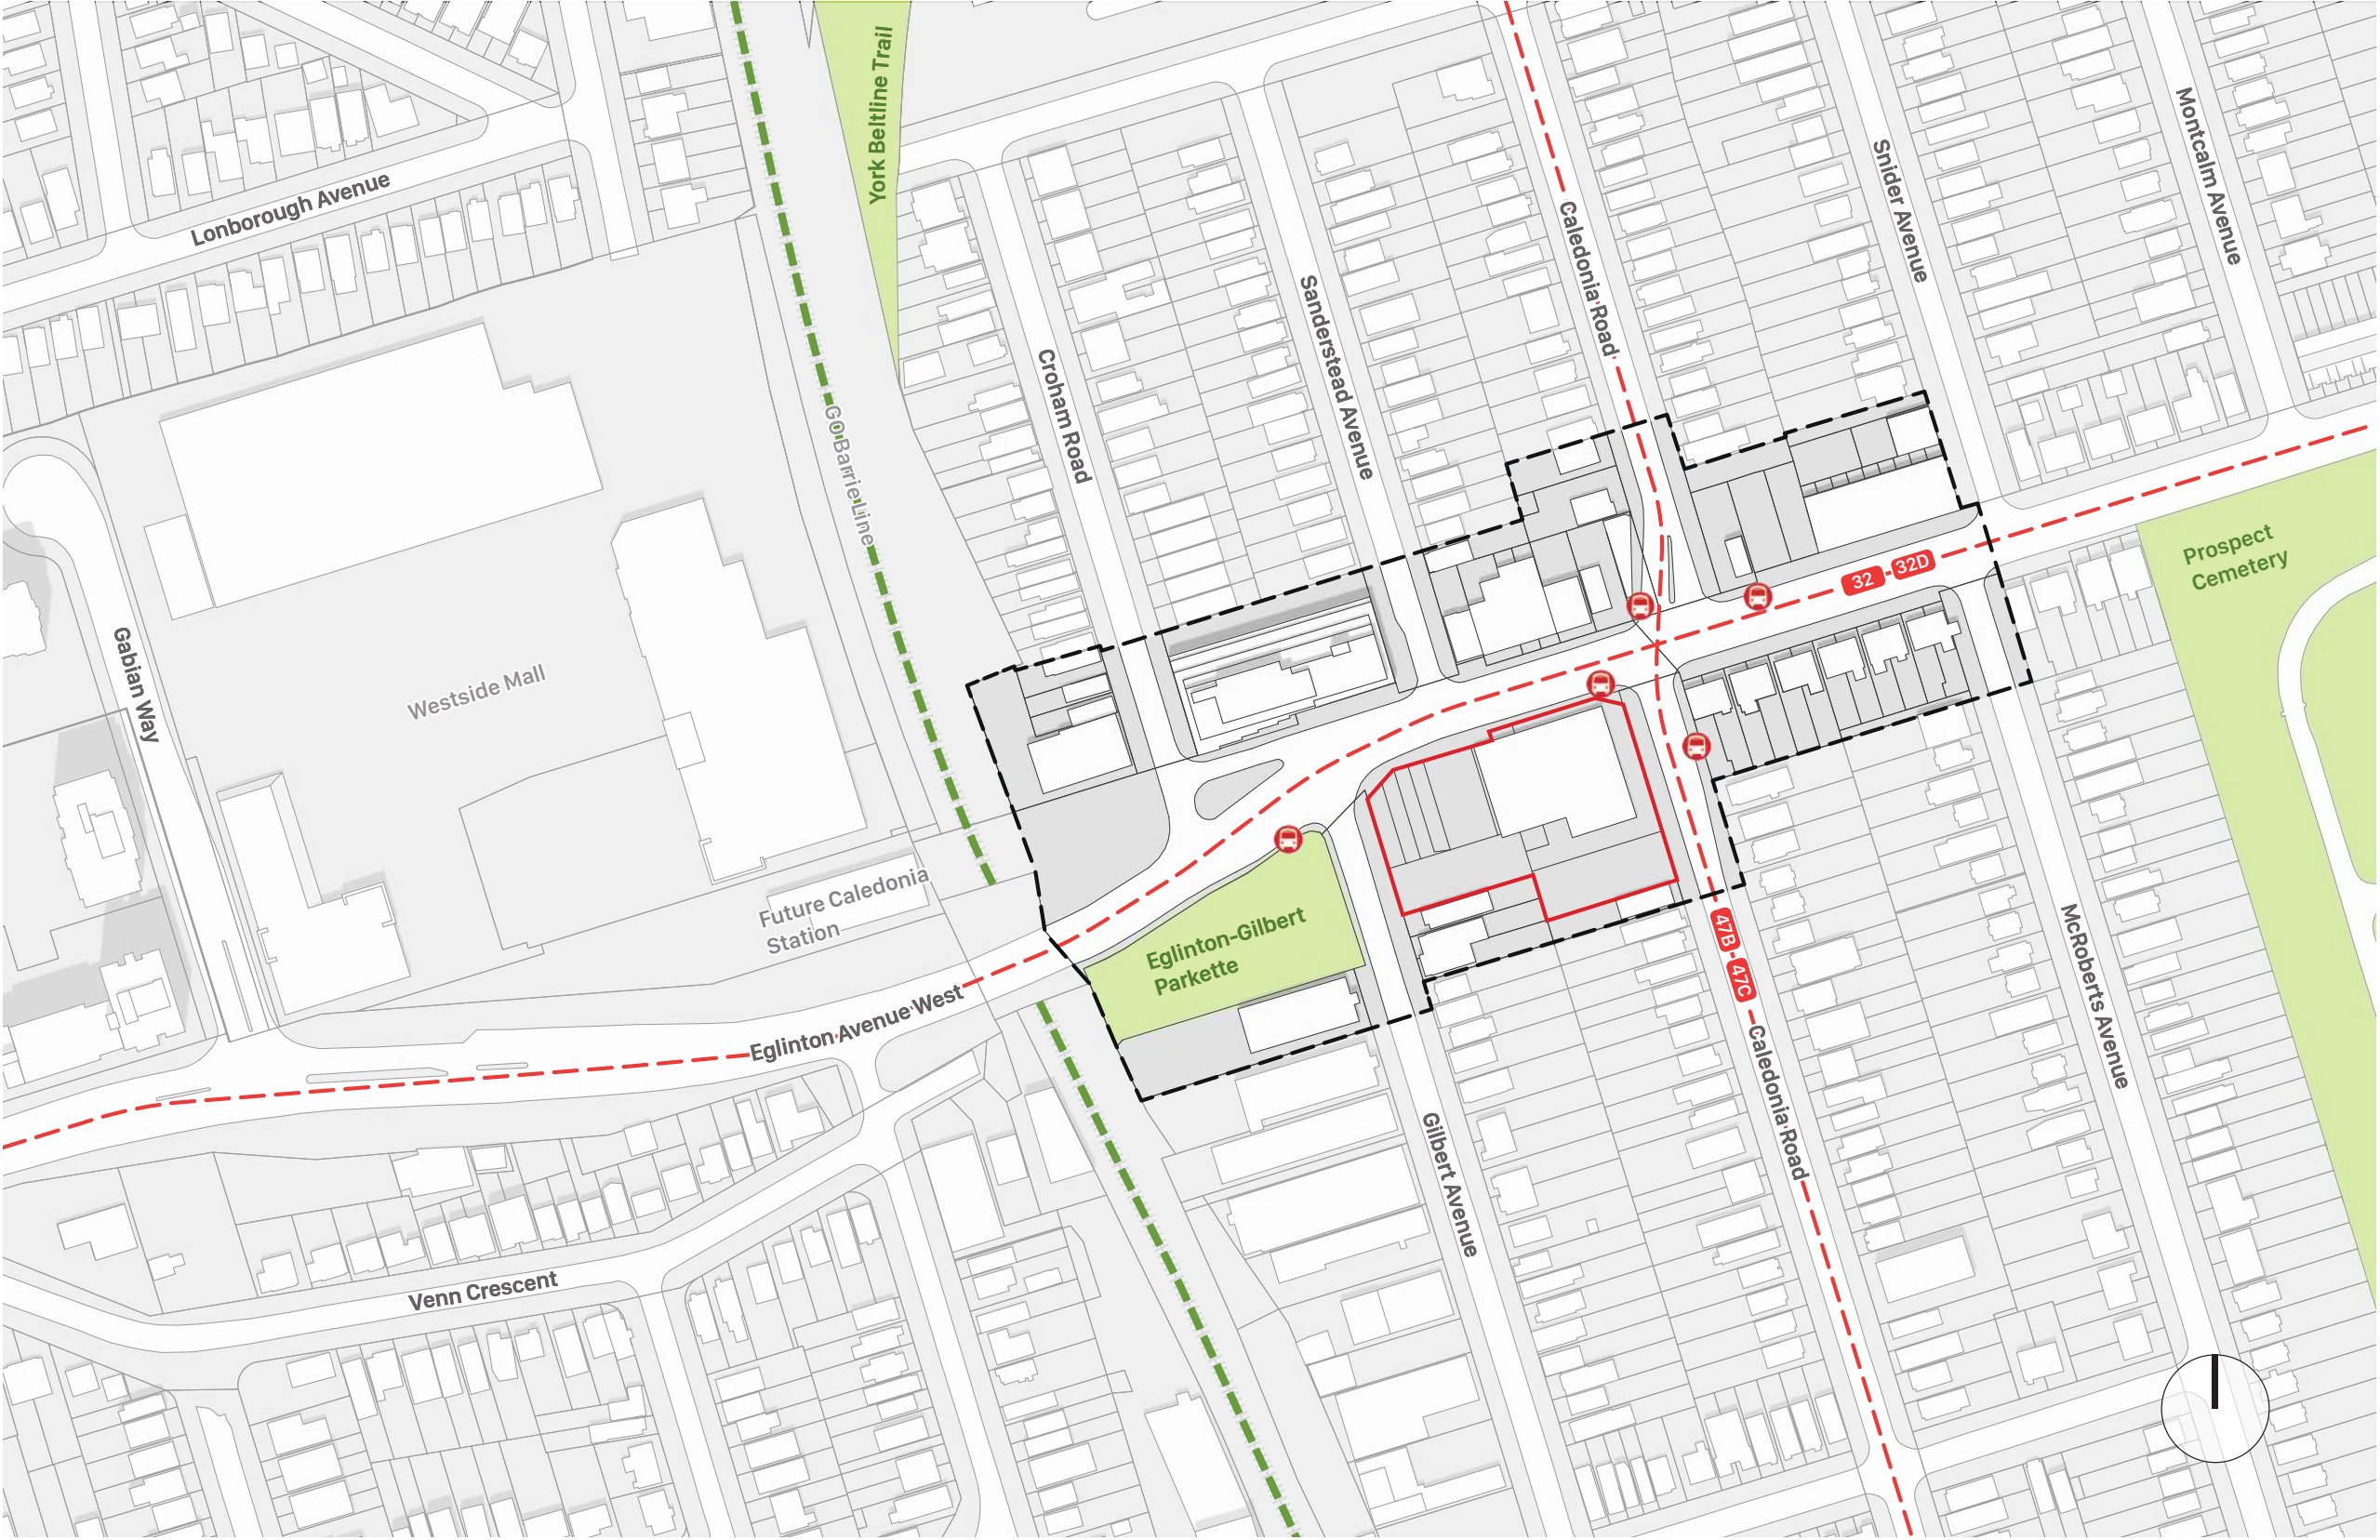 York Beltline Trail
Montcalm Avenue
Snider Avenue
Lonborough Avenue
Caledonia Road
Sanderstead Avenue
Croham Road
GO Barrie Line
Prospect
Cemetery
32
32D
Gabian Way
Westside Mall
Future Caledonia
Station
Eglinton-Gilbert
Parkette
47B
47C
McRoberts Avenue
Eglinton Avenue West
Caledonia Road
Gilbert Avenue
Venn Crescent